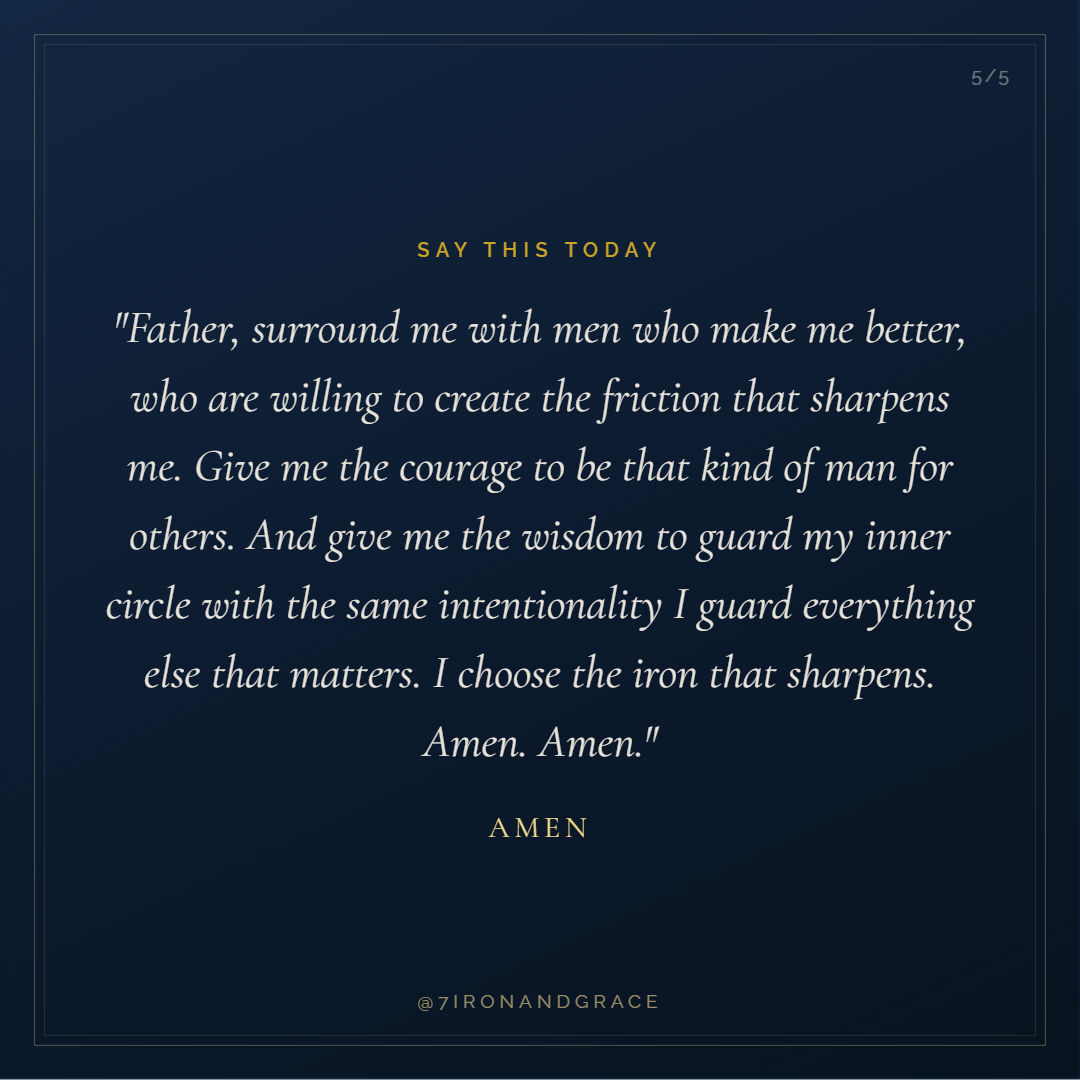 5/5
SAY THIS TODAY
"Father, surround me with men who make me better,
who are willing to create the friction that sharpens
me. Give me the courage to be that kind of man for
others. And give me the wisdom to guard my inner
circle with the same intentionality I guard everything
else that matters. I choose the iron that sharpens.
Amen. Amen."
AMEN
@7IRONANDGRACE